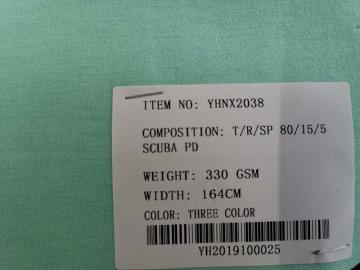 ITEM NO: YHNX2038
COMPOSITION: T/R/SP 80/15/5
SCUBA PD
WEIGHT: 330 GSM
WIDTH: 164CM
COLOR: THREE COLOR
YH2019100025